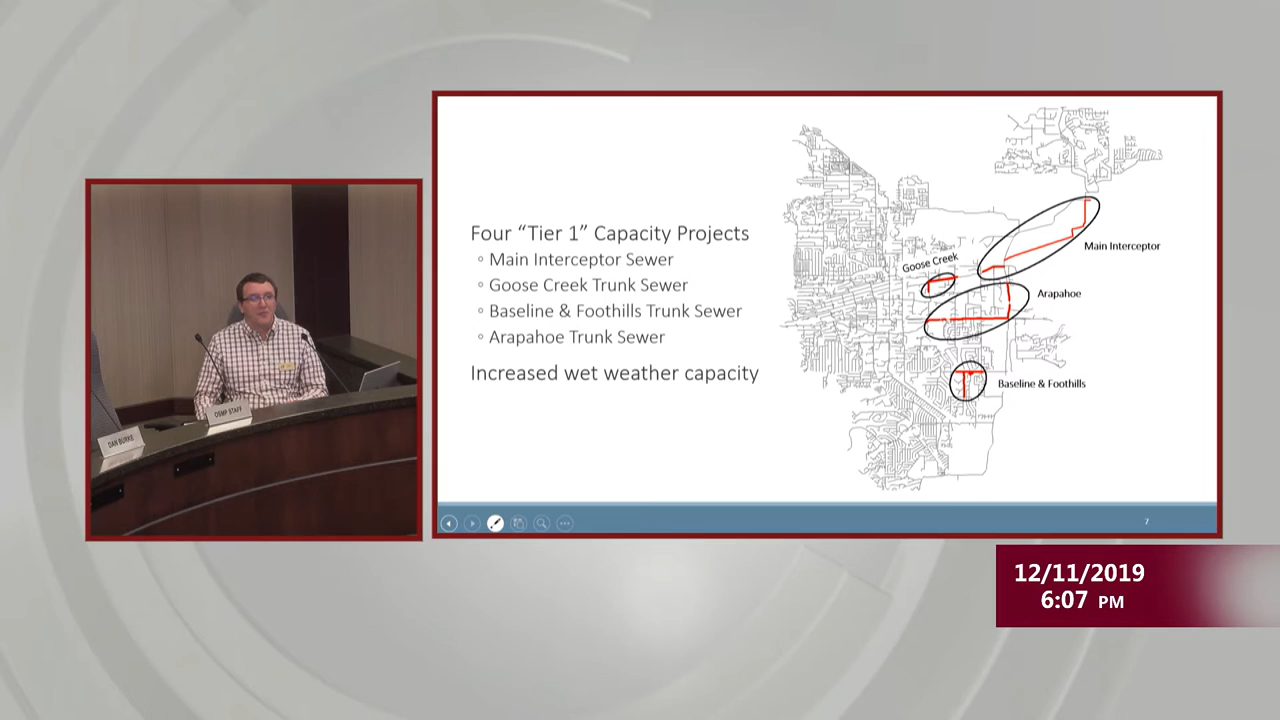 Four “Tier 1” Capacity Projects
Main Interceptor Sewer
Goose Creek Trunk Sewer
Baseline & Foothills Trunk Sewer
Arapahoe Trunk Sewer
Increased wet weather capacity
Main Interceptor
Goose Creek
Arapahoe
Baseline & Foothills
7
DAN BURKE
OSMP STAFF
12/11/2019
6:07 PM